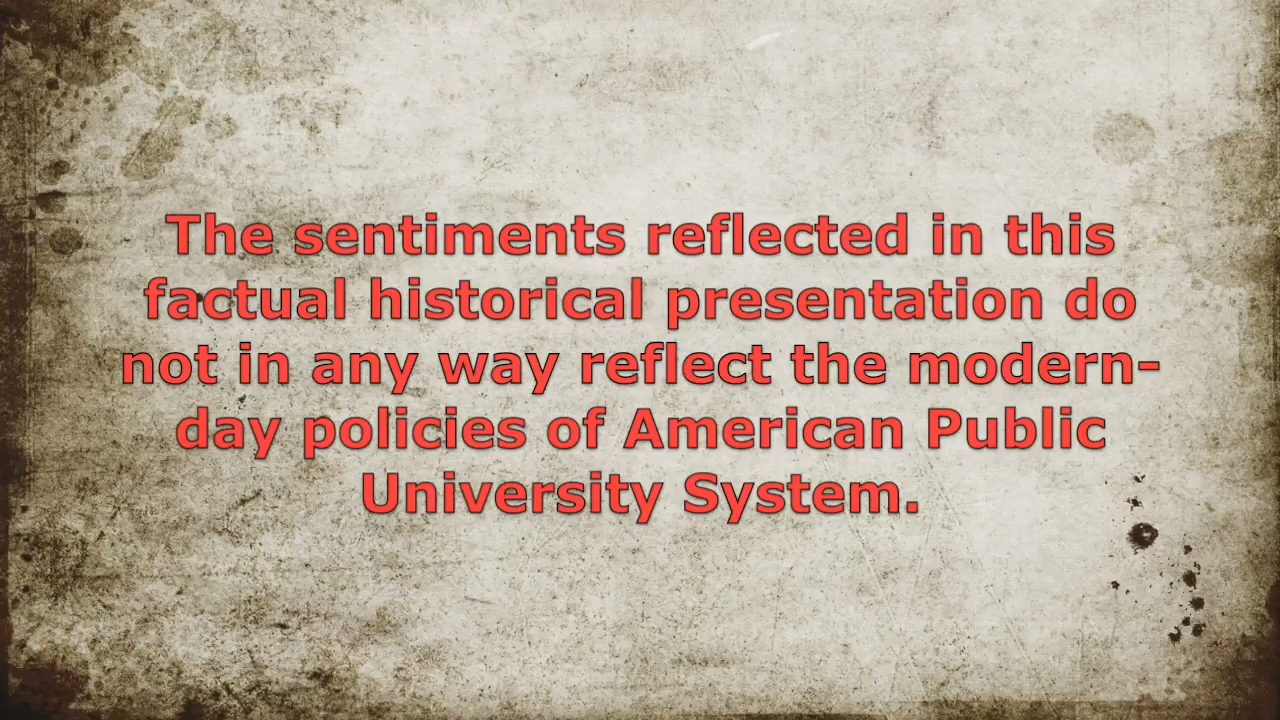 The sentiments reflected in this
factual historical presentation do
not in any way reflect the modern-
day policies of American Public
University System.